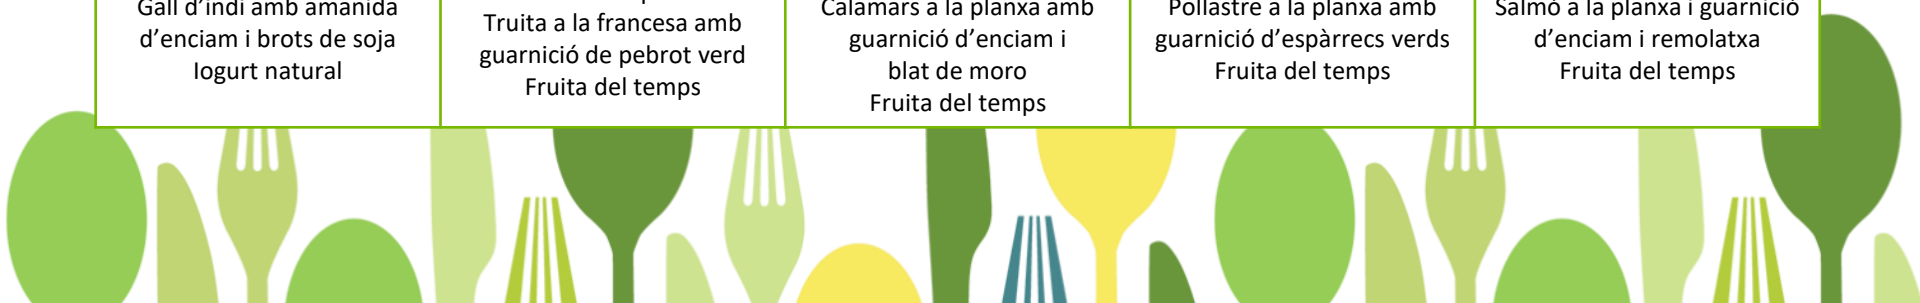 Gall d’indi amb amanida
d’enciam i brots de soja
Iogurt natural
Truita a la francesa amb
guarnició de pebrot verd
Fruita del temps
Calamars a la planxa amb
guarnició d’enciam i
blat de moro
Fruita del temps
Pollastre a la planxa amb
guarnició d’espàrrecs verds
Fruita del temps
Salmó a la planxa i guarnició
d’enciam i remolatxa
Fruita del temps